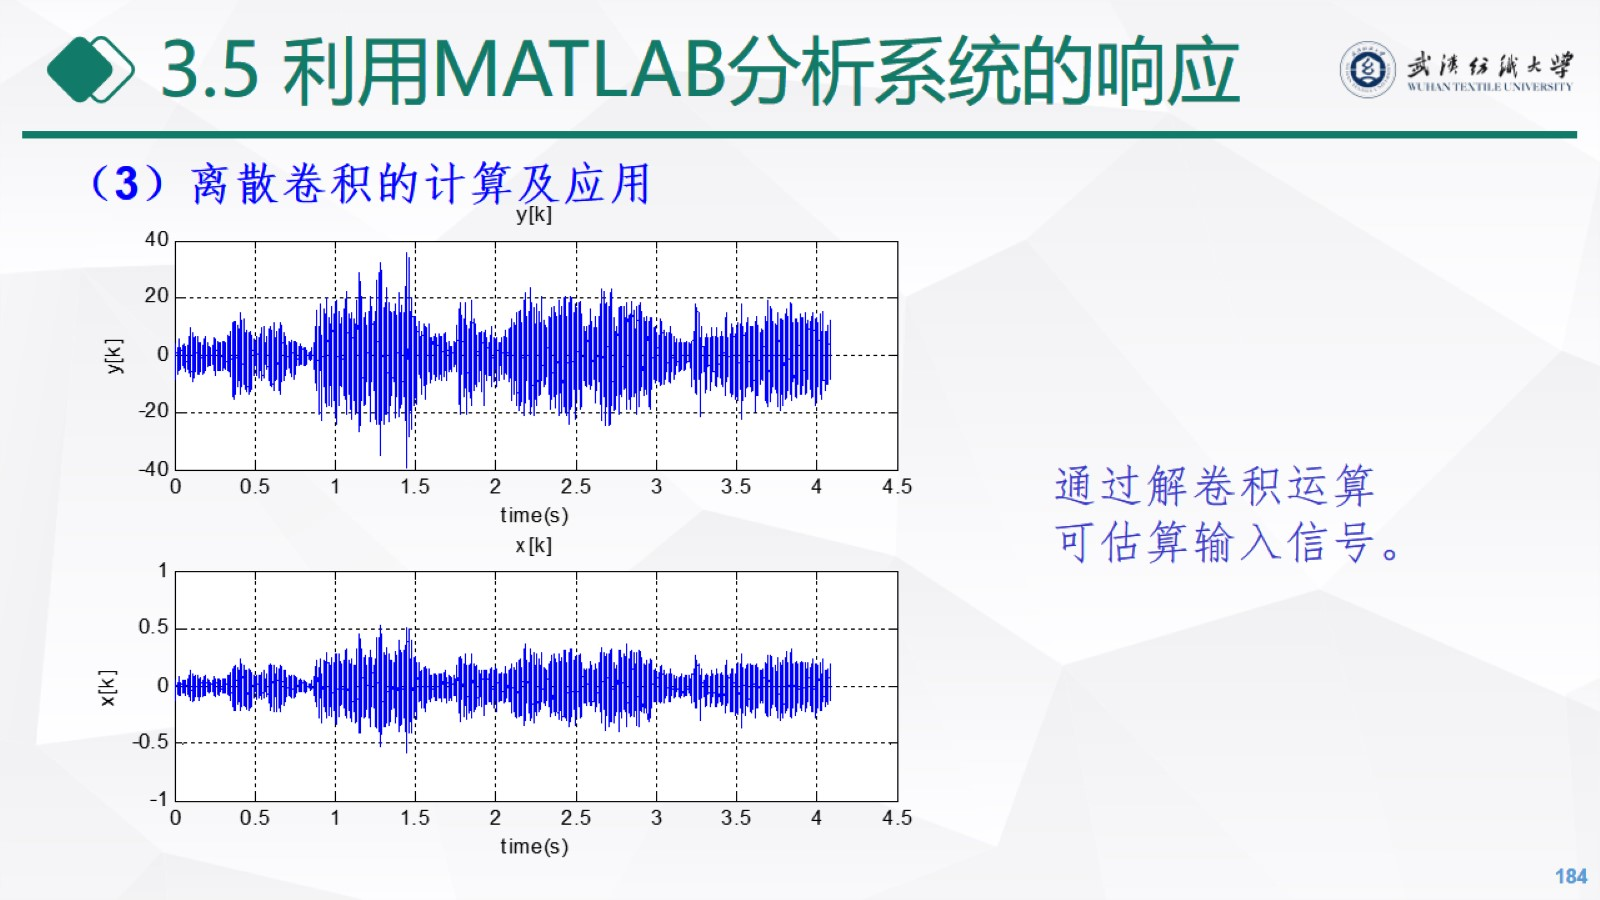 3.5 利用MATLAB分析系统的响应
武汉纺织大学
WUHAN TEXTILE UNIVERSITY
（3）离散卷积的计算及应用
y[k]
40
20
0
-20
-40
y[k]
0 0.5 1 1.5 2 2.5 3 3.5 4 4.5
time(s)
x[k]
1
0.5
0
-0.5
-1
x[k]
0 0.5 1 1.5 2 2.5 3 3.5 4 4.5
time(s)
通过解卷积运算
可估算输入信号。
184